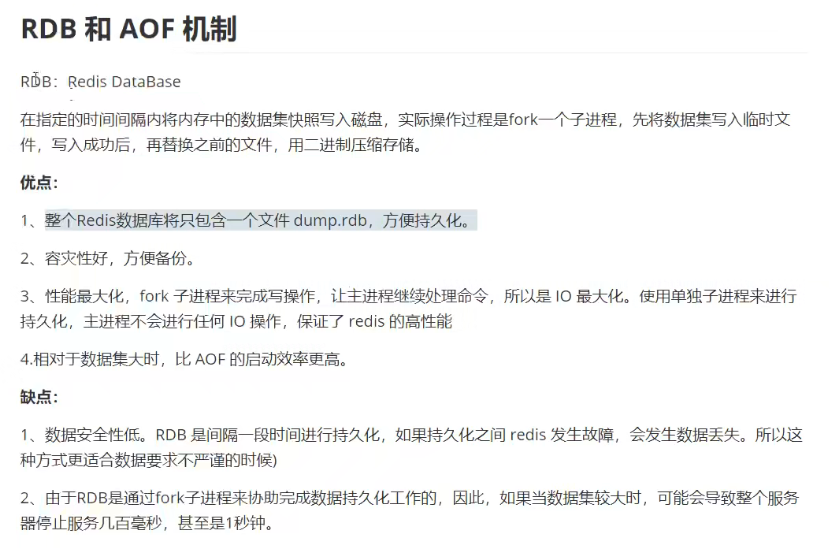 RDB 和 AOF 机制
RDB：Redis DataBase
在指定的时间间隔内将内存中的数据集快照写入磁盘，实际操作过程是fork一个子进程，先将数据集写入临时文
件，写入成功后，再替换之前的文件，用二进制压缩存储。
优点：
1、整个Redis数据库将只包含一个文件 dump.rdb，方便持久化。
2、容灾性好，方便备份。
3、性能最大化，fork 子进程来完成写操作，让主进程继续处理命令，所以是 IO 最大化。使用单独子进程来进行
持久化，主进程不会进行任何 IO 操作，保证了 redis 的高性能
4.相对于数据集大时，比 AOF 的启动效率更高。
缺点：
1、数据安全性低。RDB 是间隔一段时间进行持久化，如果持久化之间 redis 发生故障，会发生数据丢失。所以这
种方式更适合数据要求不严谨的时候)
2、由于RDB是通过fork子进程来协助完成数据持久化工作的，因此，如果当数据集较大时，可能会导致整个服务
器停止服务几百毫秒，甚至是1秒钟。